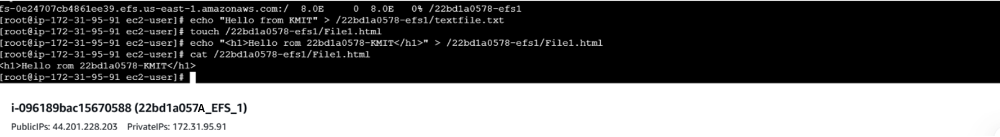 fs-0e24707cb4861ee39.efs.us-east-1.amazonaws.com:/  8.0E     0  8.0E   0% /22bd1a0578-efs1
[root@ip-172-31-95-91 ec2-user]# echo "Hello from KMIT" > /22bd1a0578-efs1/textfile.txt
[root@ip-172-31-95-91 ec2-user]# touch /22bd1a0578-efs1/File1.html
[root@ip-172-31-95-91 ec2-user]# echo "<h1>Hello rom 22bd1a0578-KMIT</h1>" > /22bd1a0578-efs1/File1.html
[root@ip-172-31-95-91 ec2-user]# cat /22bd1a0578-efs1/File1.html
<h1>Hello rom 22bd1a0578-KMIT</h1>
[root@ip-172-31-95-91 ec2-user]#
i-096189bac15670588 (22bd1a057A_EFS_1)
PublicIPs: 44.201.228.203   PrivateIPs: 172.31.95.91